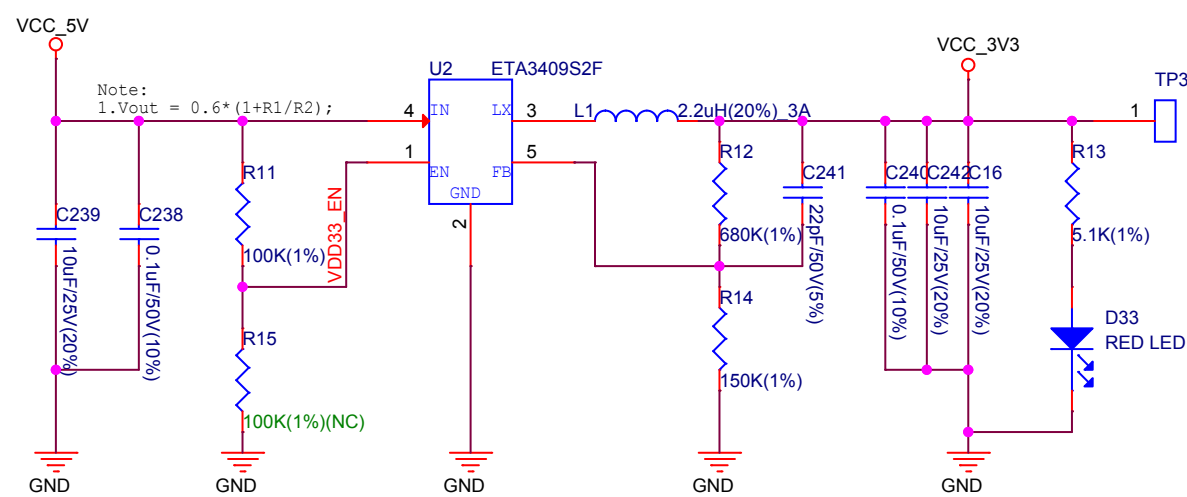 VCC_5V
VCC_3V3
U2
ETA3409S2F
TP3
Note:
1.Vout = 0.6*(1+R1/R2);
4
IN
LX
3
L1
2.2uH(20%)_3A
1
1
EN
FB
5
GND
2
R11
100K(1%)
VDD33_EN
R12
680K(1%)
C241
22pF/50V(5%)
C240
0.1uF/50V(10%)
C242
10uF/25V(20%)
C16
10uF/25V(20%)
R13
5.1K(1%)
C239
10uF/25V(20%)
C238
0.1uF/50V(10%)
R15
100K(1%)(NC)
R14
150K(1%)
D33
RED LED
GND
GND
GND
GND
GND